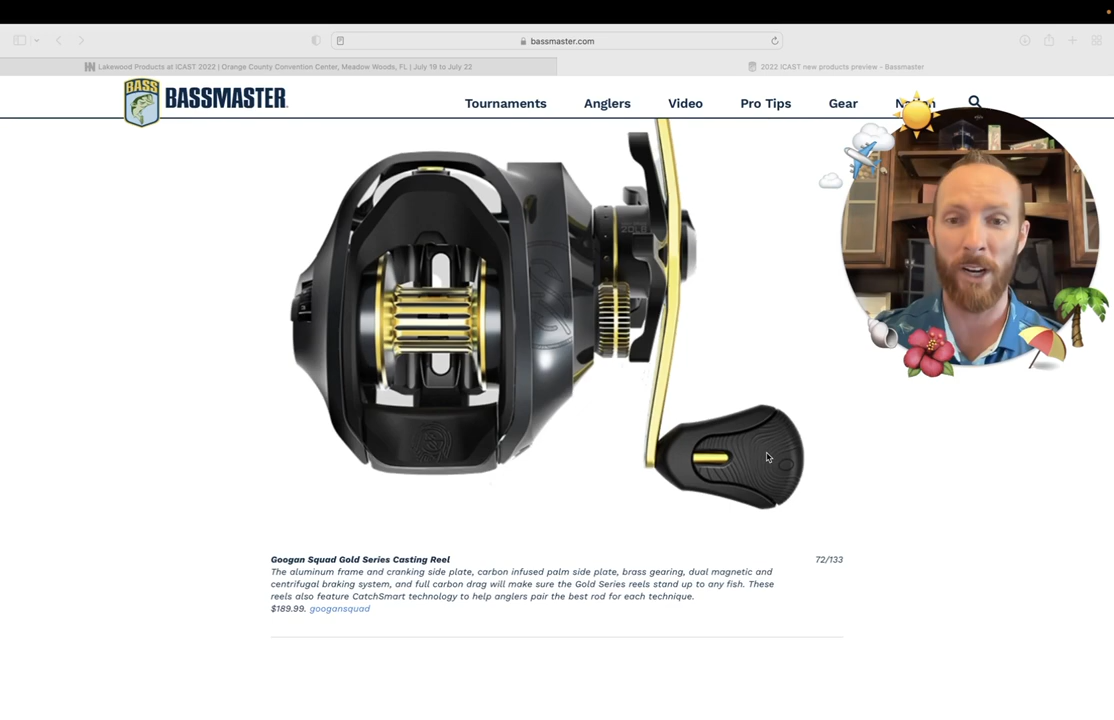 bassmaster.com
Lakewood Products at ICAST 2022 | Orange County Convention Center, Meadow Woods, FL | July 19 to July 22
2022 ICAST new products preview – Bassmaster
BASS
BASSMASTER
Tournaments Anglers Video Pro Tips Gear
Googan Squad Gold Series Casting Reel 72/133
The aluminum frame and cranking side plate, carbon infused palm side plate, brass gearing, dual magnetic and
centrifugal braking system, and full carbon drag will make sure the Gold Series reels stand up to any fish. These
reels also feature CatchSmart technology to help anglers pair the best rod for each technique.
$189.99. googansquad